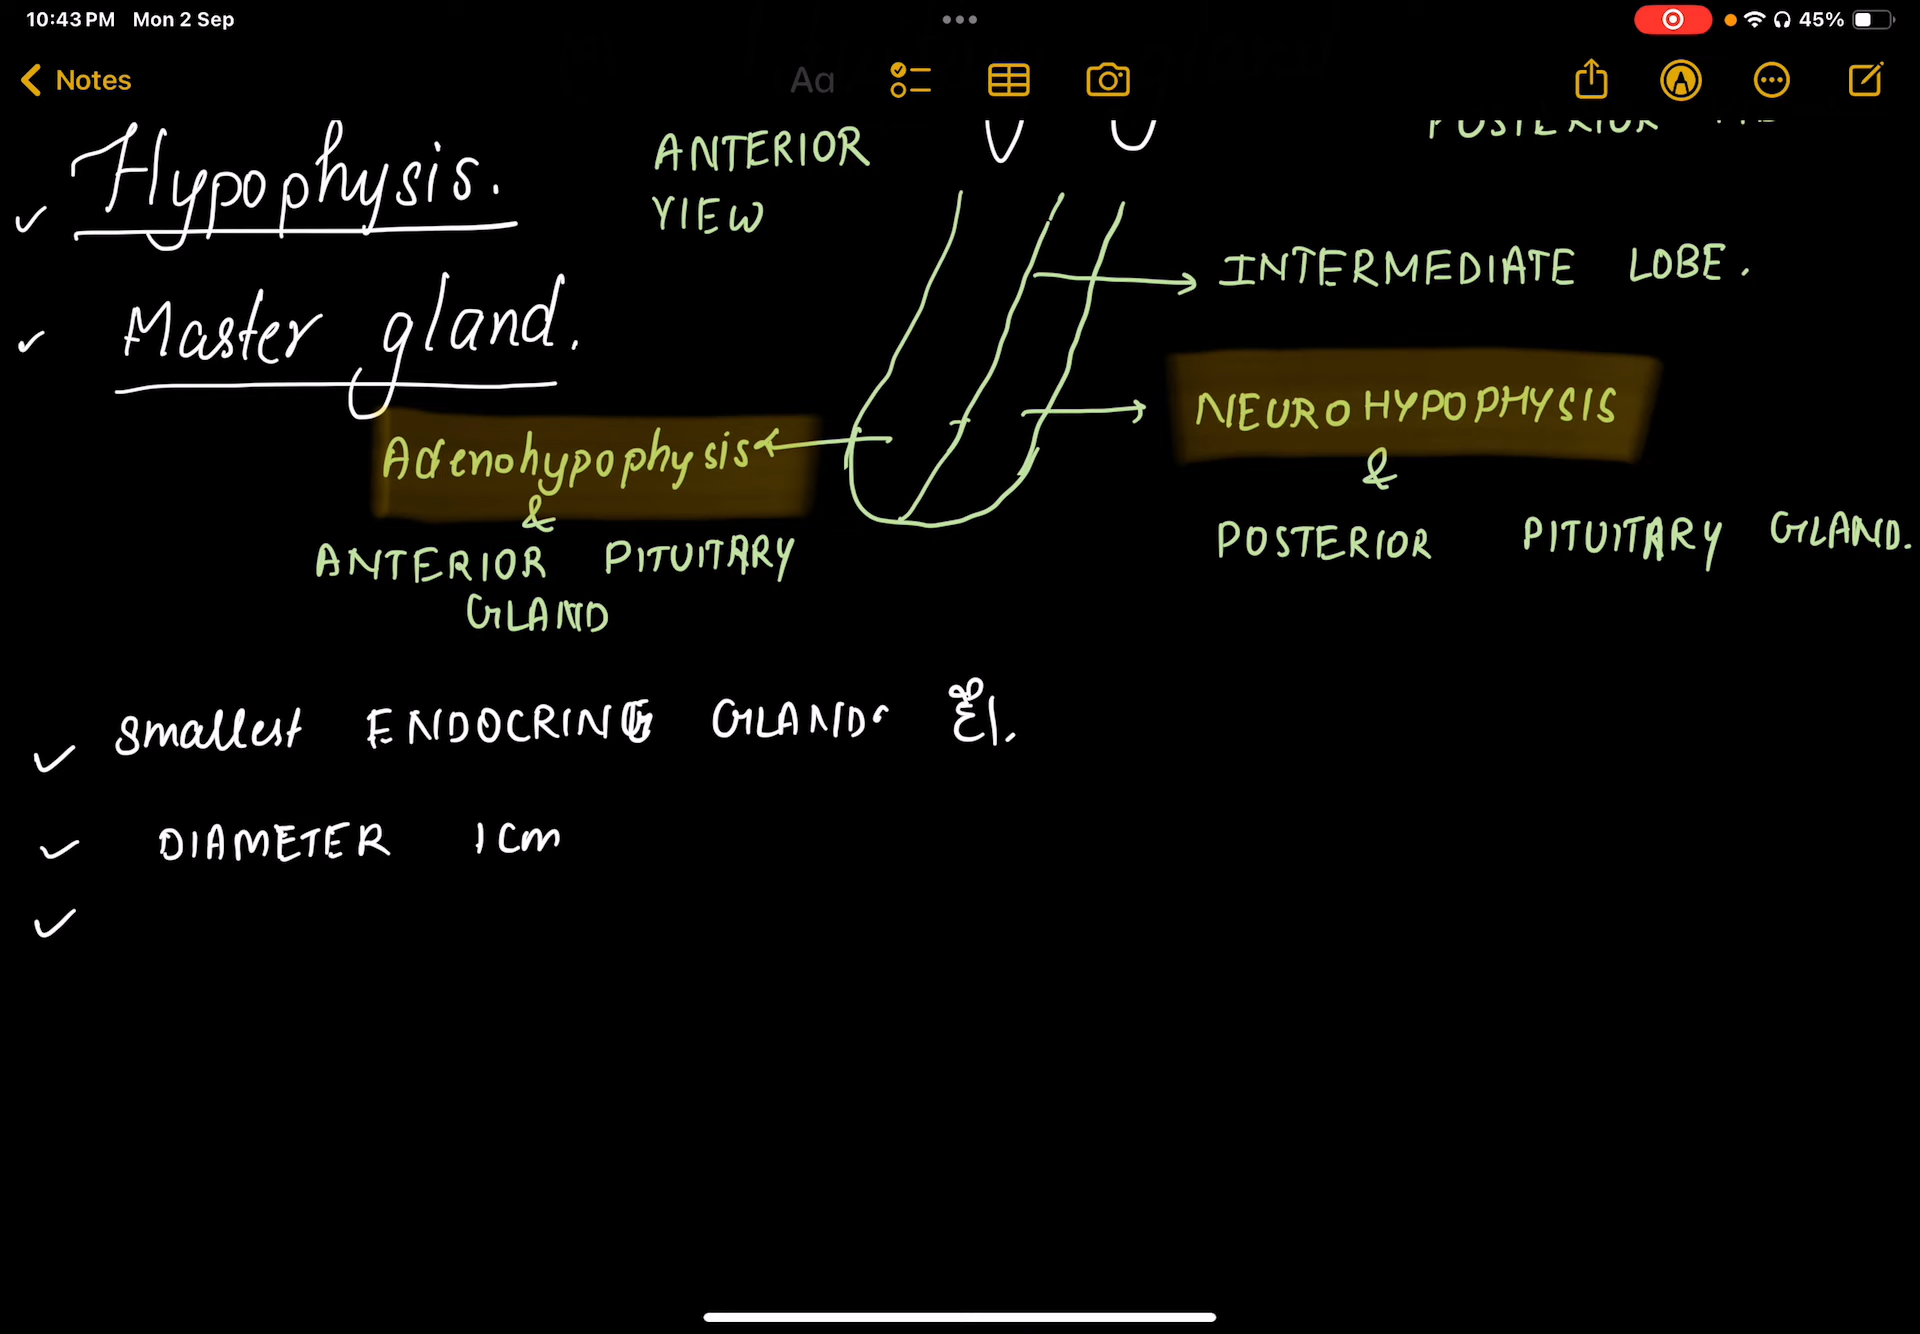 10:43 PM Mon 2 Sep
45%
Notes
Aa
Hypophysis.
Master gland.
ANTERIOR
VIEW
POSTERIOR
INTERMEDIATE LOBE.
NEUROHYPOPHYSIS
&
POSTERIOR PITUITARY GLAND.
Adenohypophysis
&
ANTERIOR PITUITARY
GLAND
Smallest ENDOCRINE GLAND.
DIAMETER 1 cm